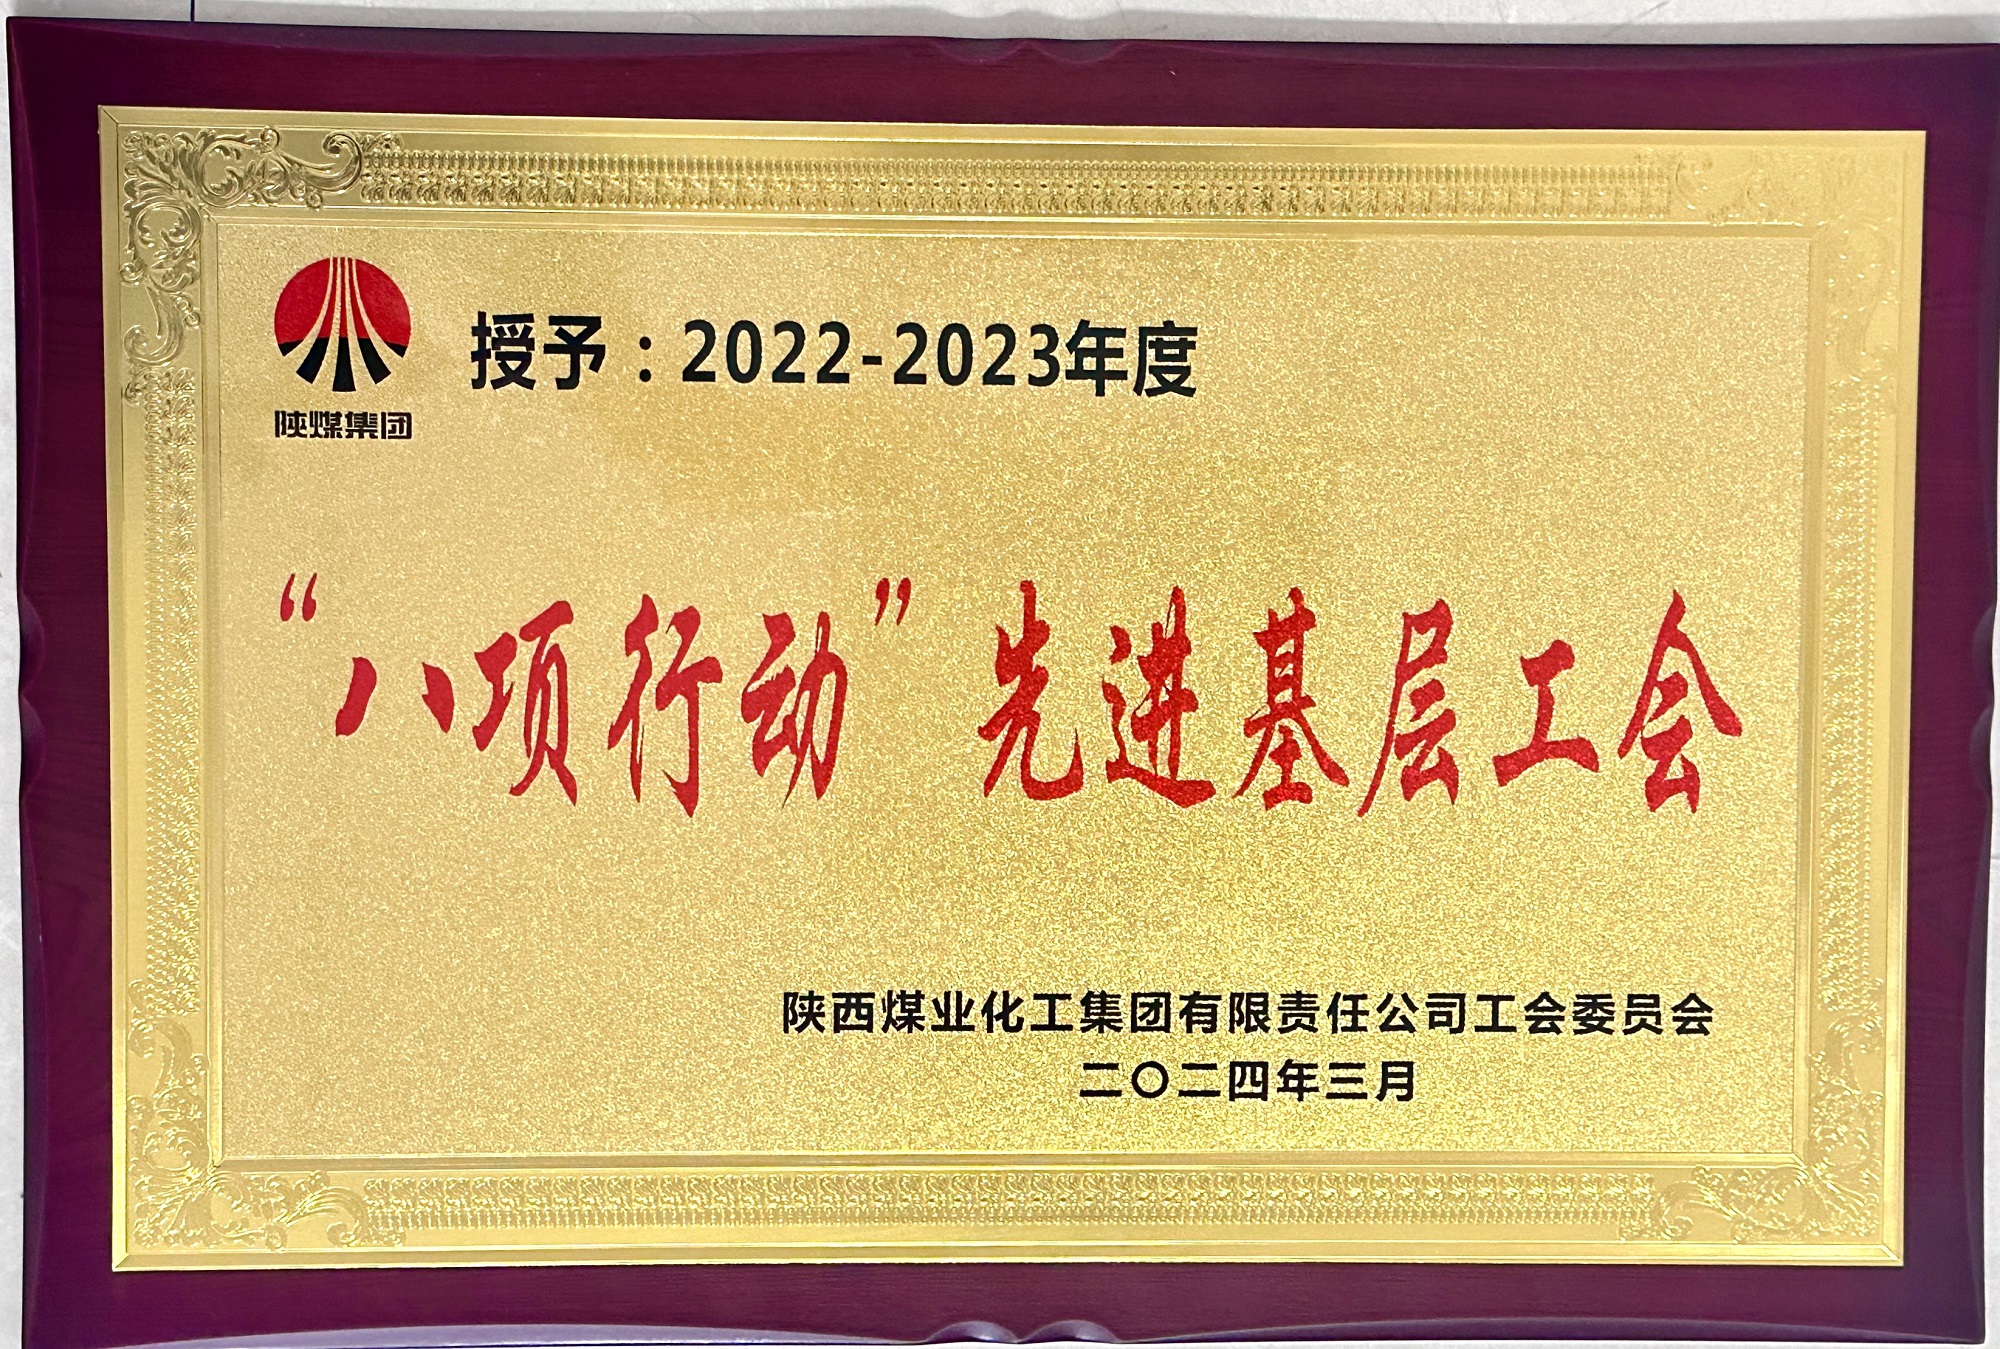 陕煤集团
授予：2022-2023年度
“八项行动”先进基层工会
陕西煤业化工集团有限责任公司工会委员会
二〇二四年三月